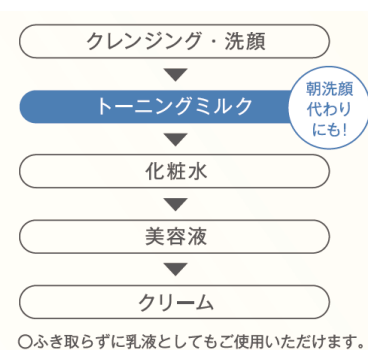 クレンジング・洗顔
トーニングミルク
朝洗顔
代わり
にも!
化粧水
美容液
クリーム
○ふき取らずに乳液としてもご使用いただけます。